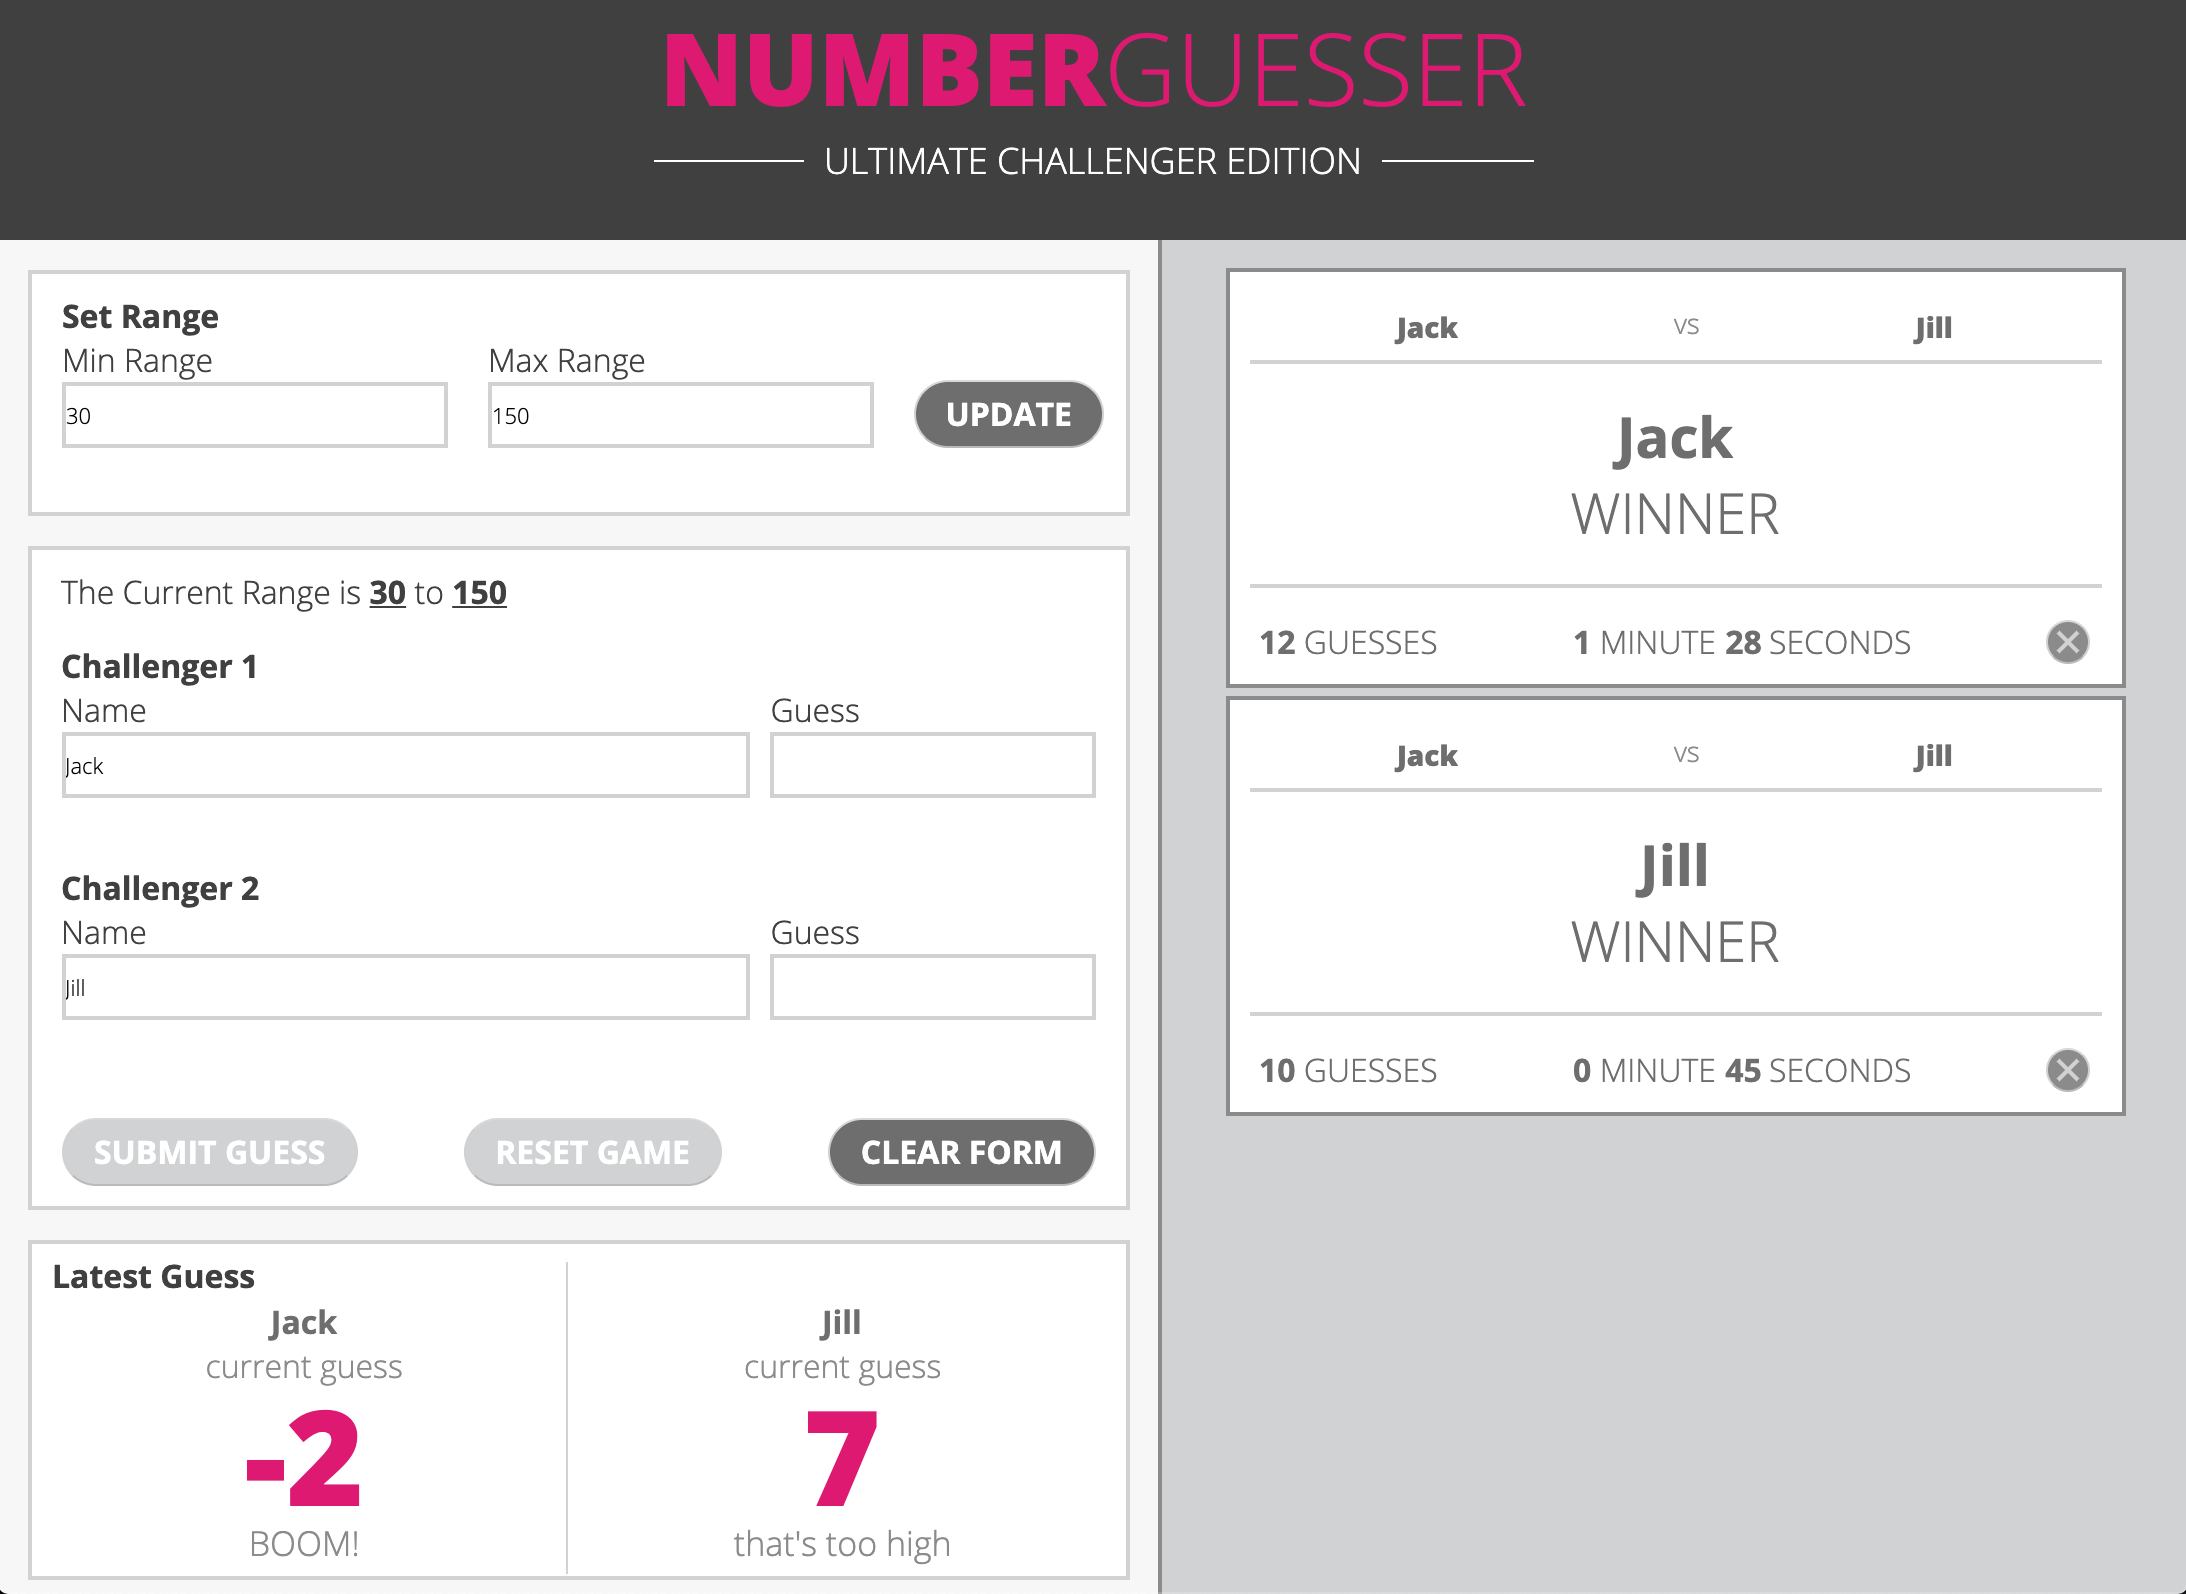 NUMBERGUESSER
ULTIMATE CHALLENGER EDITION
Set Range
Min Range Max Range
30 150 UPDATE
The Current Range is 30 to 150
Challenger 1
Name Guess
Jack
Challenger 2
Name Guess
Jill
SUBMIT GUESS RESET GAME CLEAR FORM
Latest Guess
Jack
current guess
-2
BOOM!
Jill
current guess
7
that's too high
Jack vs Jill
Jack
WINNER
12 GUESSES 1 MINUTE 28 SECONDS
Jack vs Jill
Jill
WINNER
10 GUESSES 0 MINUTE 45 SECONDS